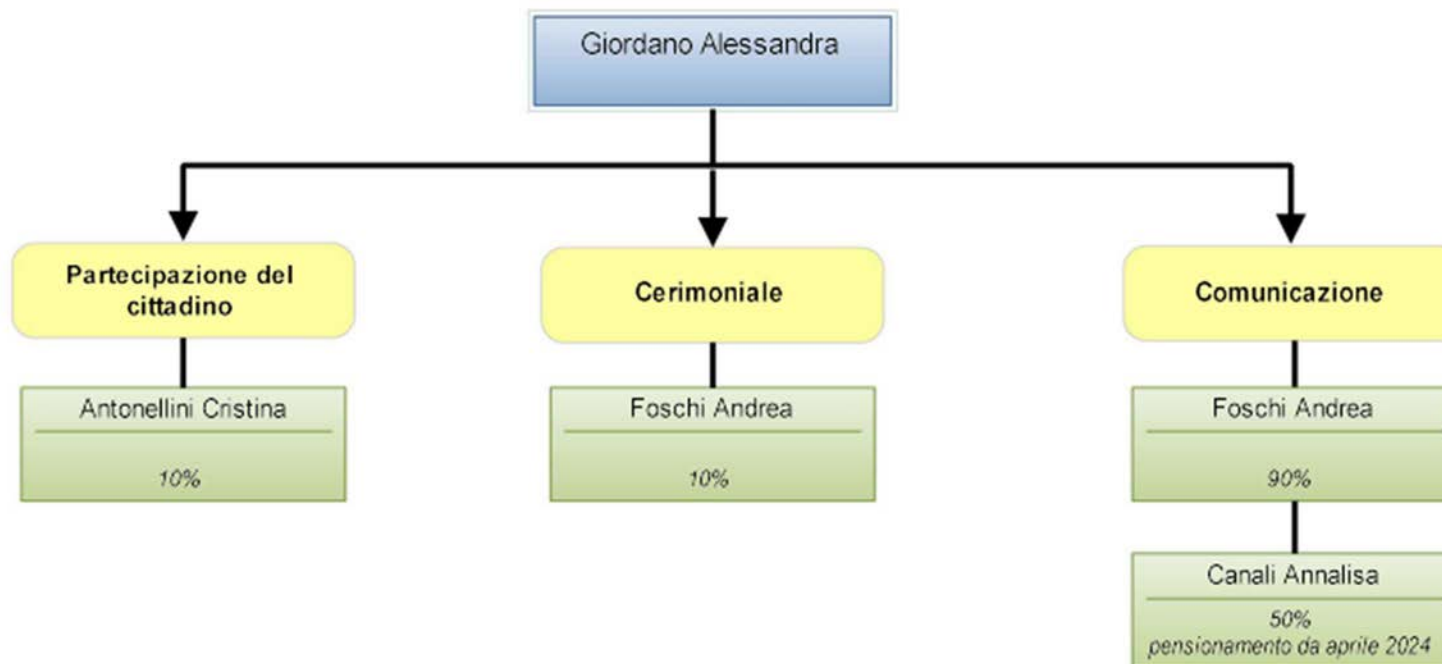 Giordano Alessandra
Partecipazione del
cittadino
Cerimoniale
Comunicazione
Antonellini Cristina
10%
Foschi Andrea
10%
Foschi Andrea
90%
Canali Annalisa
50%
pensionamento da aprile 2024